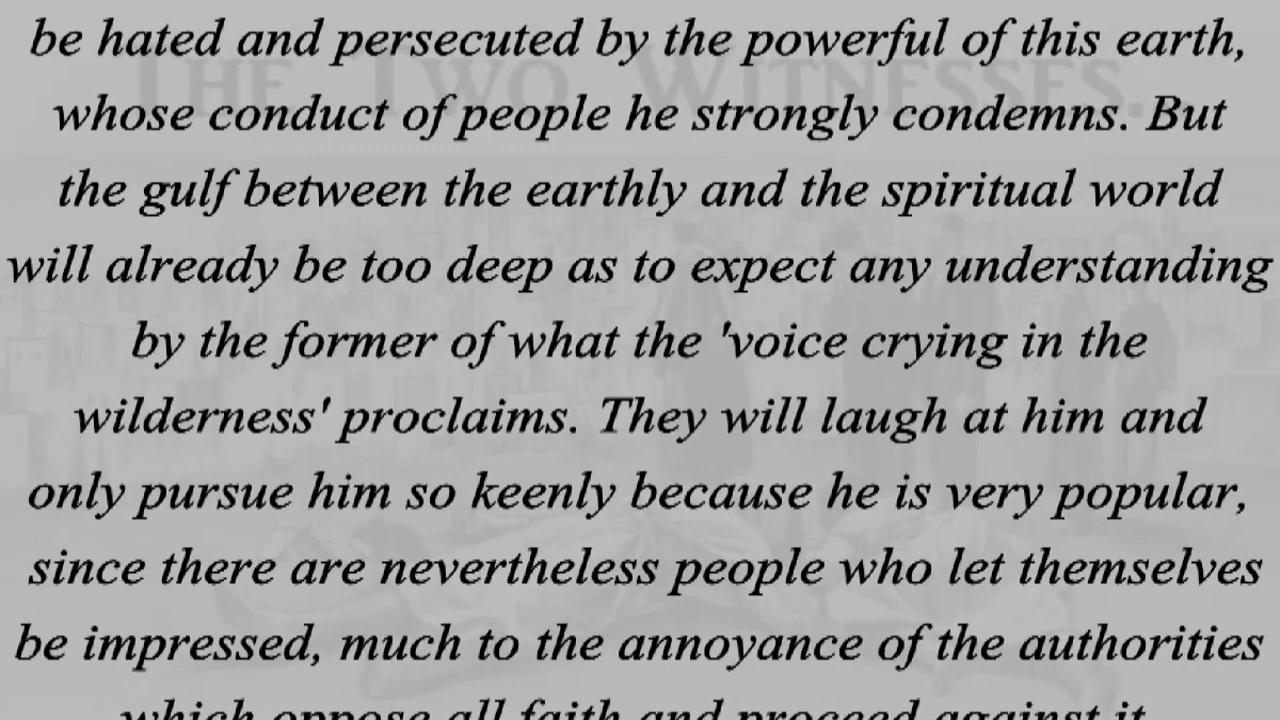 THE TWO WITNESSES.
be hated and persecuted by the powerful of this earth,
whose conduct of people he strongly condemns. But
the gulf between the earthly and the spiritual world
will already be too deep as to expect any understanding
by the former of what the 'voice crying in the
wilderness' proclaims. They will laugh at him and
only pursue him so keenly because he is very popular,
since there are nevertheless people who let themselves
be impressed, much to the annoyance of the authorities
which oppose all faith and proceed against it